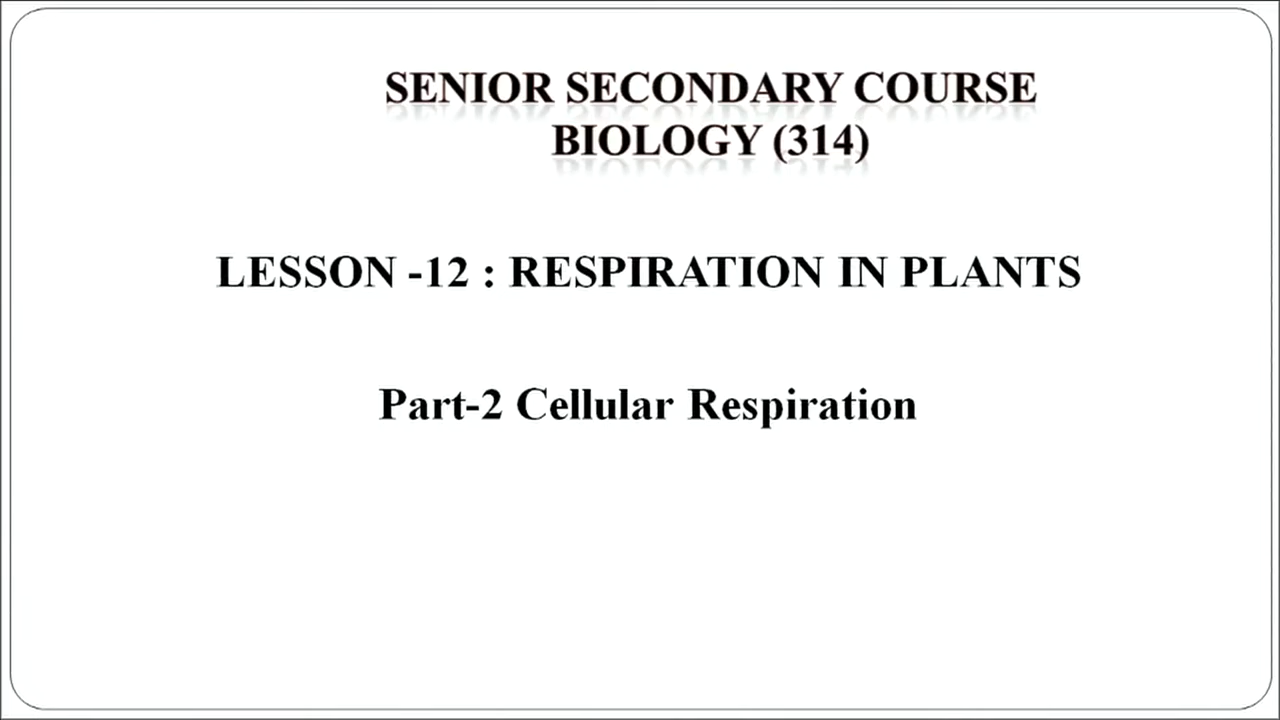 SENIOR SECONDARY COURSE
BIOLOGY (314)
LESSON -12 : RESPIRATION IN PLANTS
Part-2 Cellular Respiration